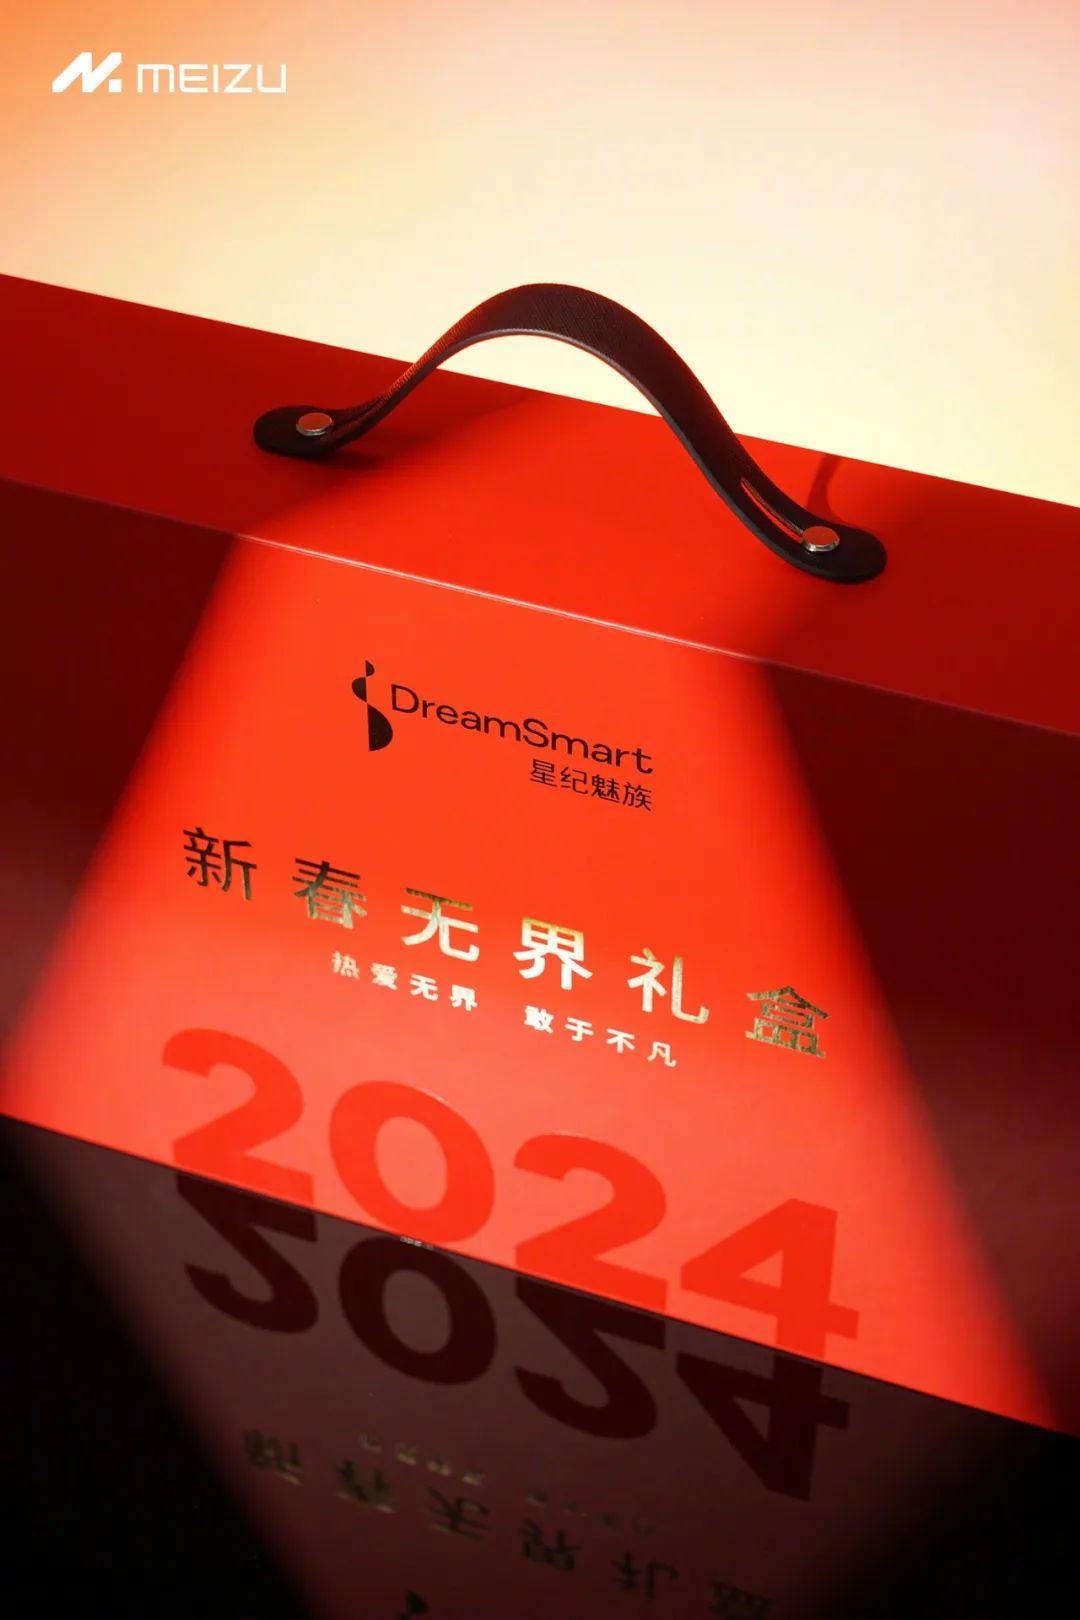 MEIZU
DreamSmart
星纪魅族
新春无界礼盒
热爱无界 敢于不凡
2024